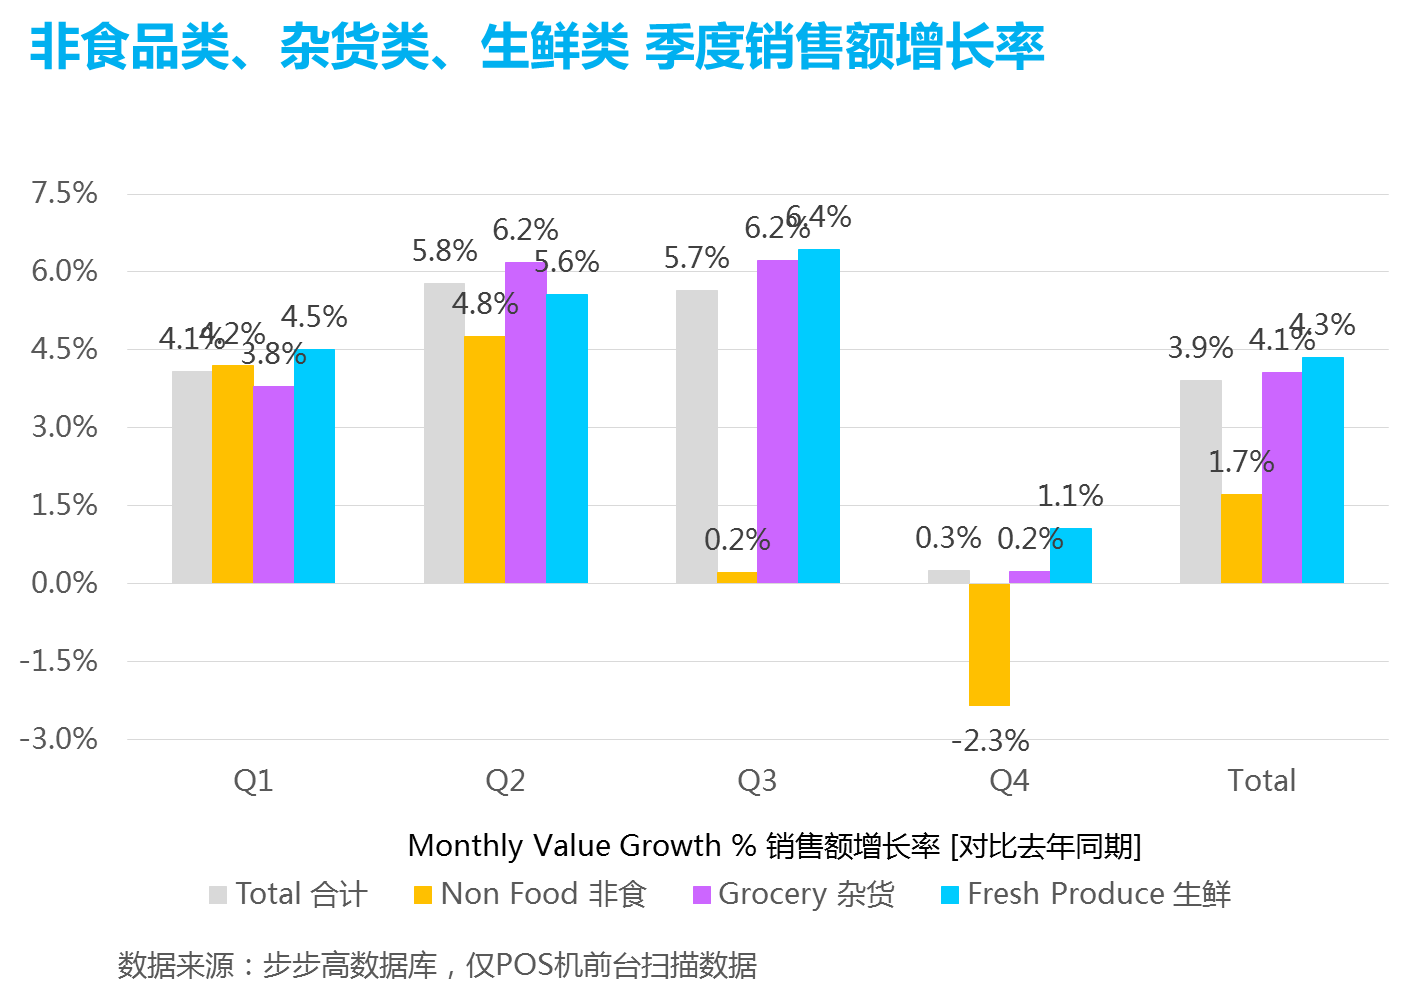 非食品类、杂货类、生鲜类 季度销售额增长率
7.5%
6.0%
4.5%
3.0%
1.5%
0.0%
-1.5%
-3.0%
4.1%
4.2%
3.8%
4.5%
5.8%
4.8%
6.2%
5.6%
5.7%
0.2%
6.2%
6.4%
0.3%
-2.3%
0.2%
1.1%
3.9%
1.7%
4.1%
4.3%
Q1
Q2
Q3
Q4
Total
Monthly Value Growth % 销售额增长率 [对比去年同期]
Total 合计
Non Food 非食
Grocery 杂货
Fresh Produce 生鲜
数据来源：步步高数据库，仅POS机前台扫描数据